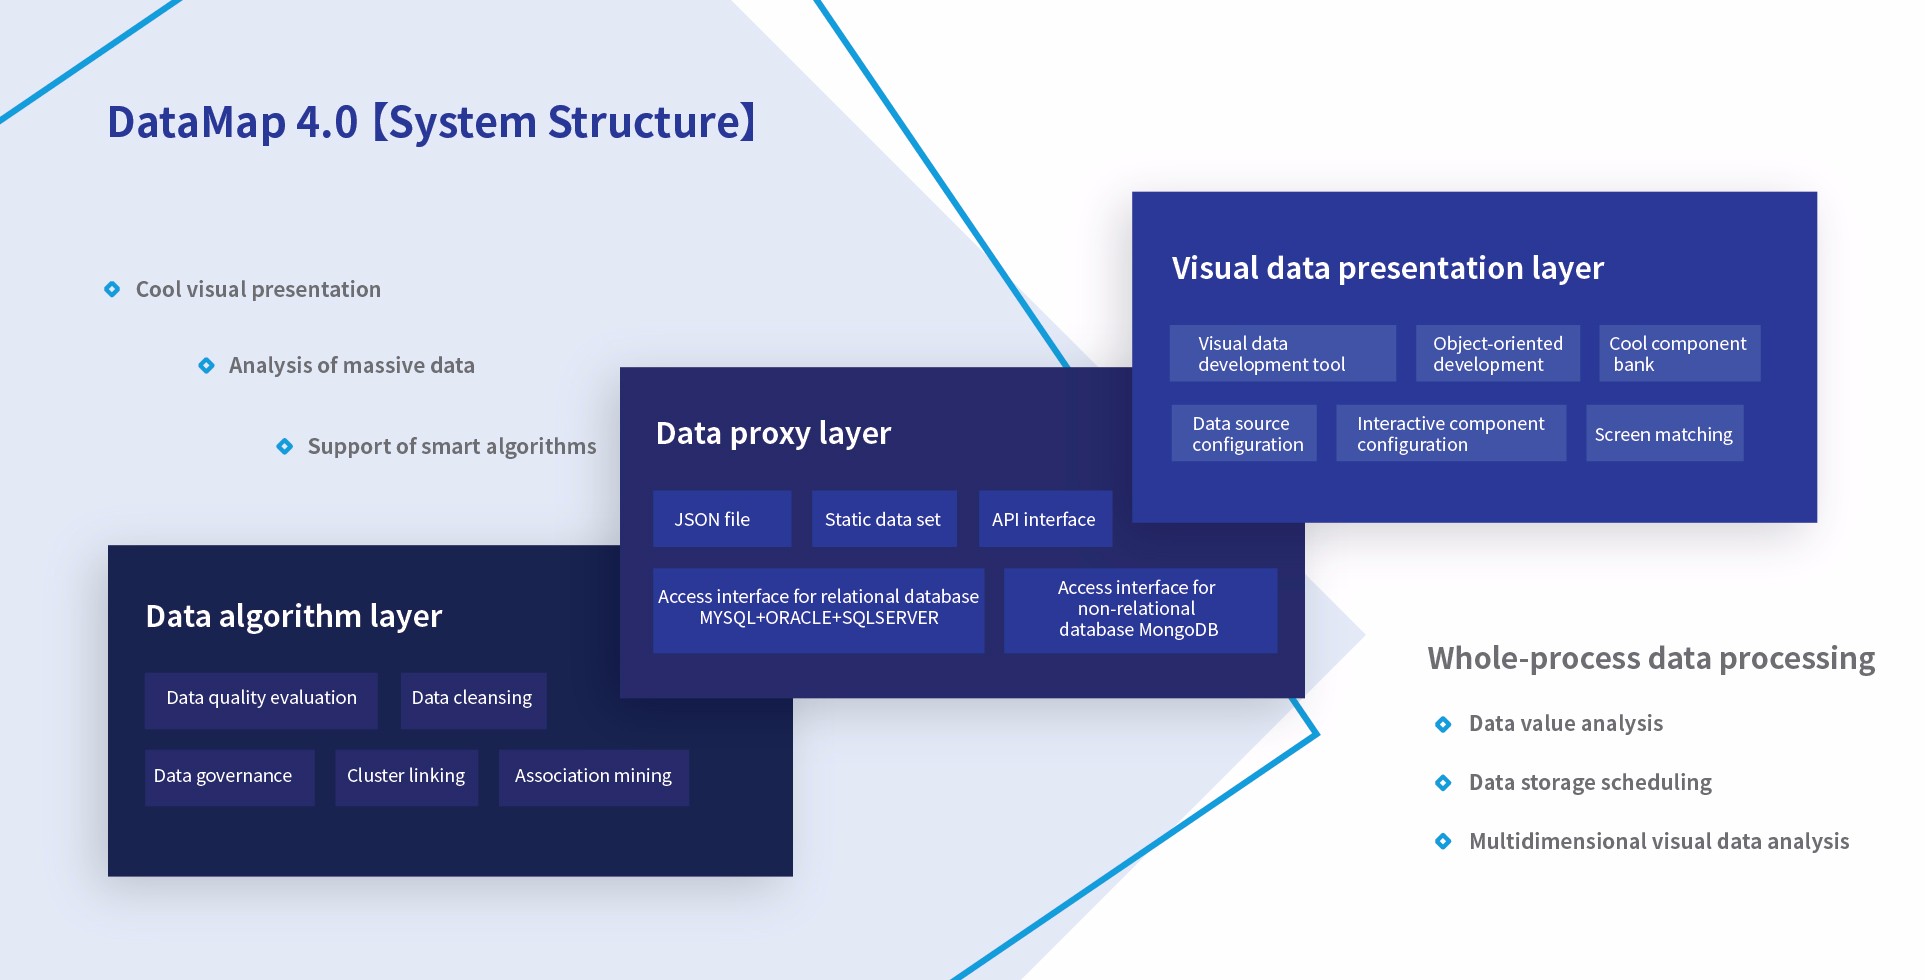 DataMap 4.0【System Structure】
Cool visual presentation
Analysis of massive data
Support of smart algorithms
Visual data presentation layer
Visual data
development tool
Object-oriented
development
Cool component
bank
Data source
configuration
Interactive component
configuration
Screen matching
Data proxy layer
JSON file
Static data set
API interface
Access interface for relational database
MYSQL+ORACLE+SQLSERVER
Access interface for
non-relational
database MongoDB
Data algorithm layer
Data quality evaluation
Data cleansing
Data governance
Cluster linking
Association mining
Whole-process data processing
Data value analysis
Data storage scheduling
Multidimensional visual data analysis